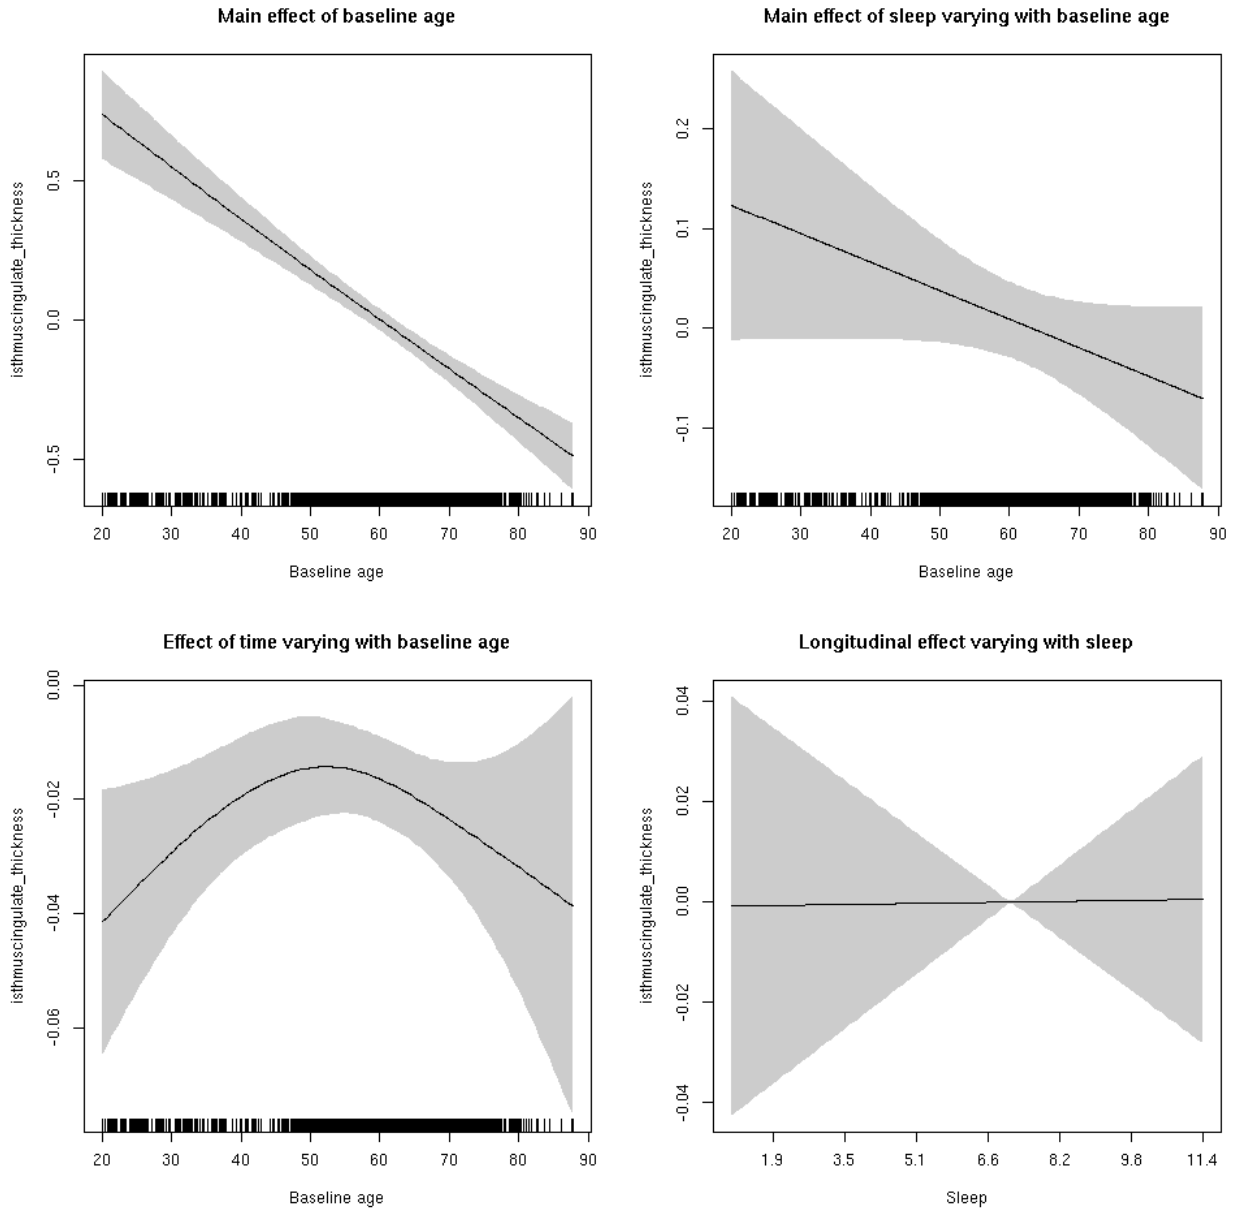 Main effect of baseline age
isthmuscingulate_thickness
0.5
0.0
-0.5
20 30 40 50 60 70 80 90
Baseline age
Main effect of sleep varying with baseline age
isthmuscingulate_thickness
0.2
0.1
0.0
-0.1
20 30 40 50 60 70 80 90
Baseline age
Effect of time varying with baseline age
isthmuscingulate_thickness
0.00
-0.02
-0.04
-0.06
20 30 40 50 60 70 80 90
Baseline age
Longitudinal effect varying with sleep
isthmuscingulate_thickness
0.04
0.02
0.00
-0.02
-0.04
1.9 3.5 5.1 6.6 8.2 9.8 11.4
Sleep